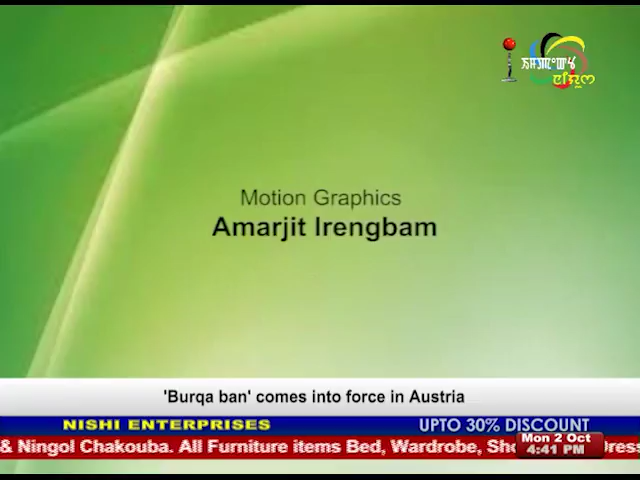 Motion Graphics
Amarjit Irengbam
'Burqa ban' comes into force in Austria
NISHI ENTERPRISES
UPTO 30% DISCOUNT
& Ningol Chakouba. All Furniture items Bed, Wardrobe,
Mon 2 Oct
4:41 PM